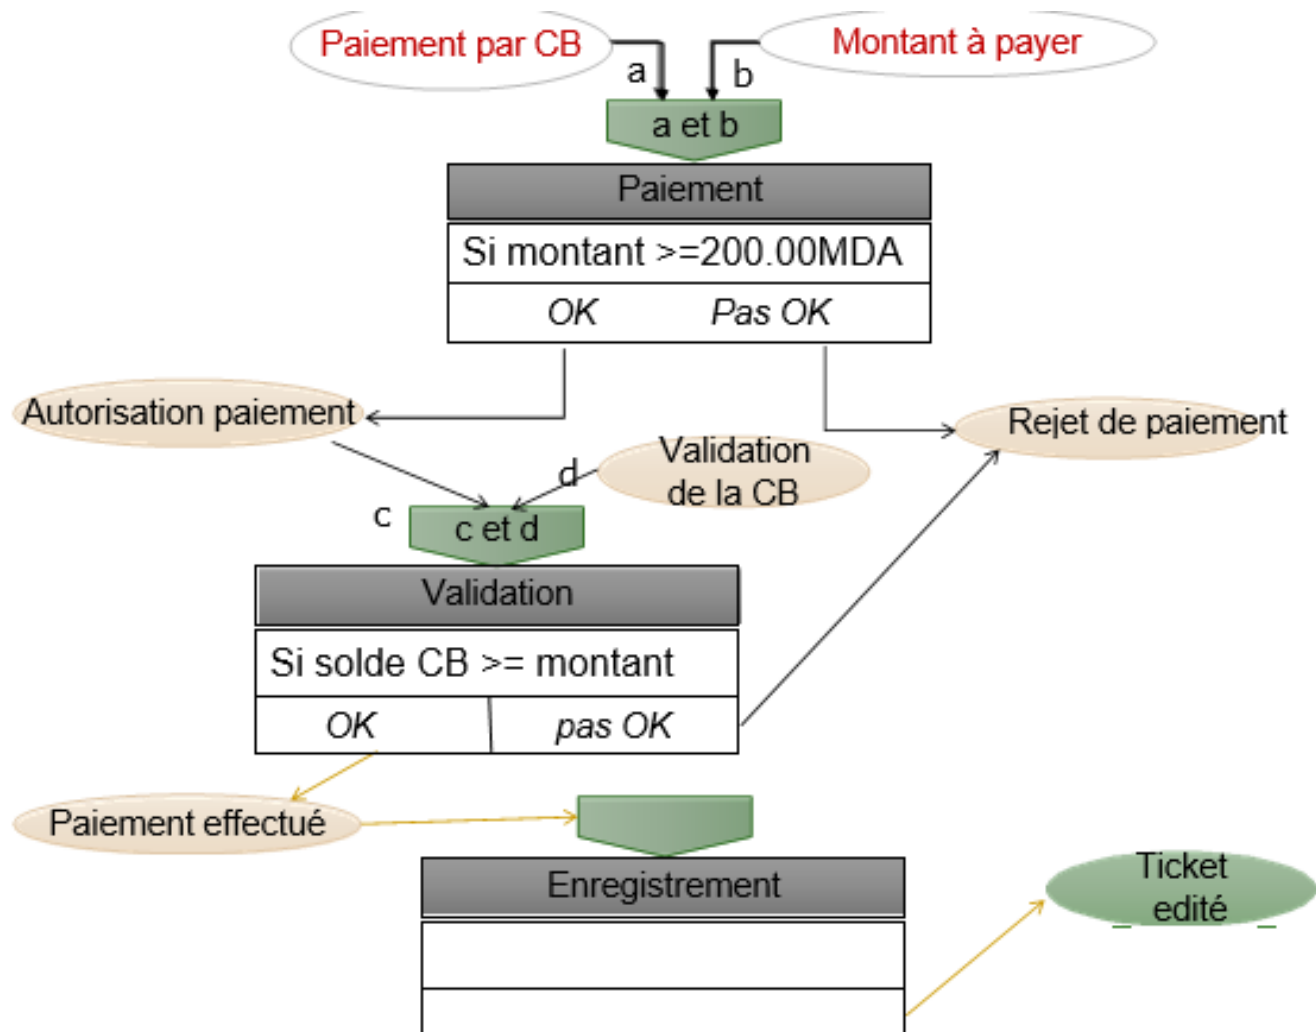 Paiement par CB
Montant à payer
a
b
a et b
Paiement
Si montant >=200.00MDA
OK
Pas OK
Autorisation paiement
Rejet de paiement
Validation
de la CB
d
c
c et d
Validation
Si solde CB >= montant
OK
pas OK
Paiement effectué
Enregistrement
Ticket
edité